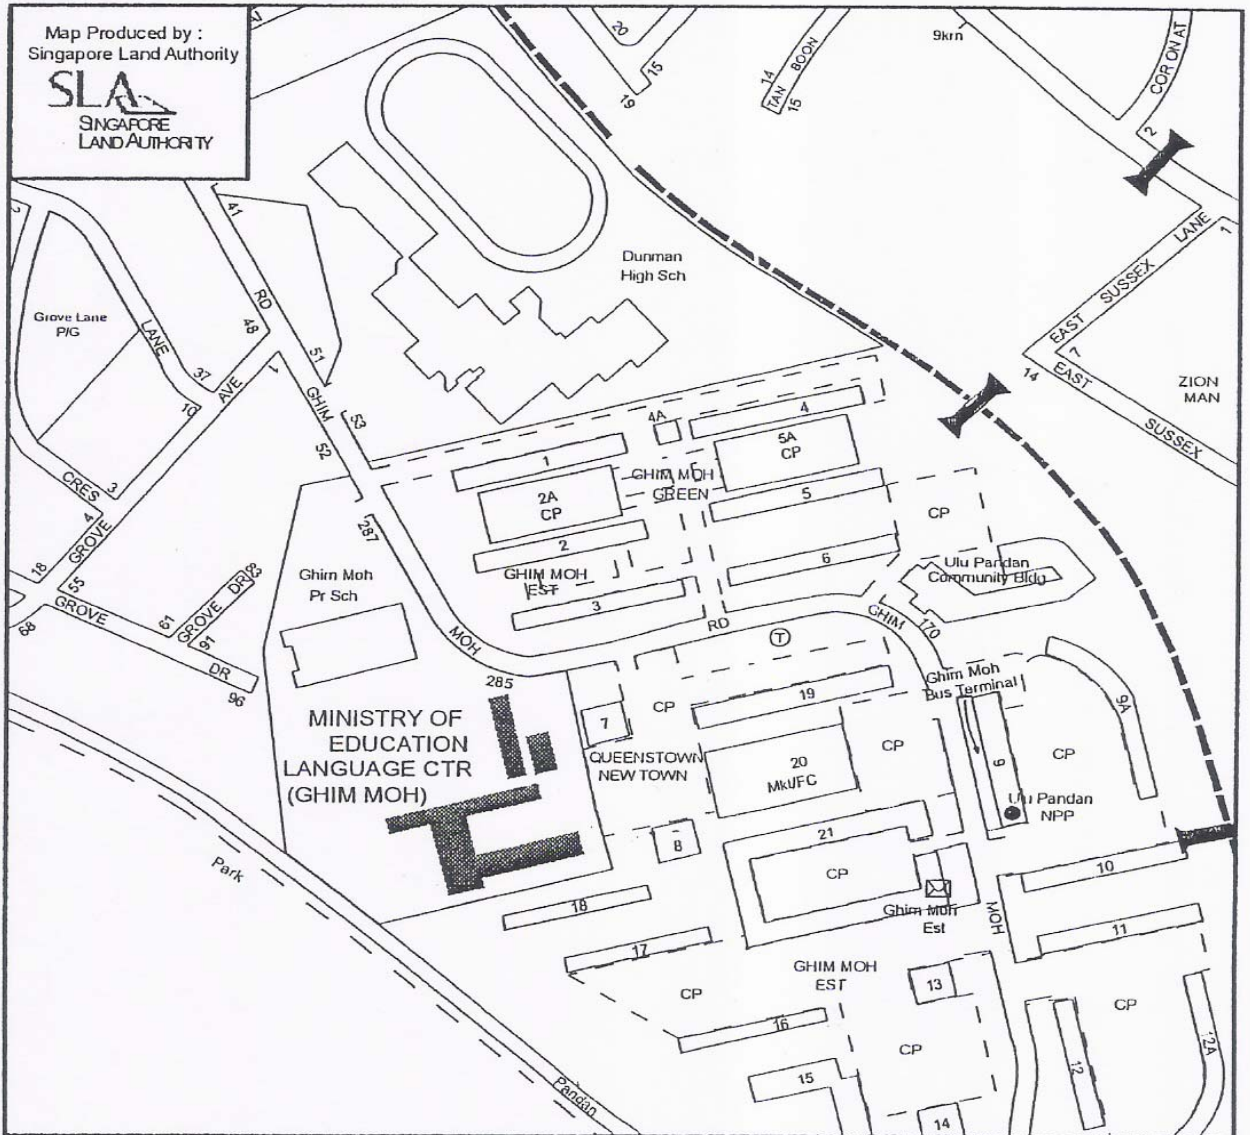 Map Produced by :
Singapore Land Authority
SLA
SINGAPORE
LAND AUTHORITY
20
15
19
14
TAN BOON
15
9km
CORONAT
2
41
RD
48
51
GHIM
53
52
1
Grove Lane
P/G
LANE
37
10
AVE
3
CRES
4
GROVE
18
55
GROVE
68
61
GROVE DR
83
91
DR
96
Dunman
High Sch
LANE
1
EAST SUSSEX
7
14
EAST
SUSSEX
ZION
MAN
4A
4
1
5A
CP
GHIM MOH
GREEN
2A
CP
5
2
CP
287
6
GHIM MOH
EST
3
Ulu Pandan
Community Bldg
Ghim Moh
Pr Sch
MOH
RD
T
GHIM
170
285
Ghim Moh
Bus Terminal
19
9A
CP
7
MINISTRY OF
EDUCATION
LANGUAGE CTR
(GHIM MOH)
QUEENSTOWN
NEW TOWN
20
Mkt/FC
CP
9
CP
Ulu Pandan
NPP
8
21
CP
10
Park
18
Ghim Moh
Est
MOH
11
17
GHIM MOH
EST
13
CP
CP
16
CP
12
12A
15
14
Pandan